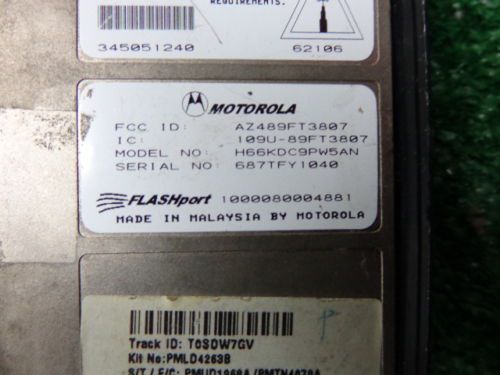 REQUIREMENTS.
345051240 62106
MOTOROLA
FCC ID: AZ489FT3807
IC: 109U-89FT3807
MODEL NO: H66KDC9PW5AN
SERIAL NO: 687TFY1040
FLASHport 1000080004881
MADE IN MALAYSIA BY MOTOROLA
Track ID: T0SDW7GV
Kit No:PMLD4263B
S/T / F/C: